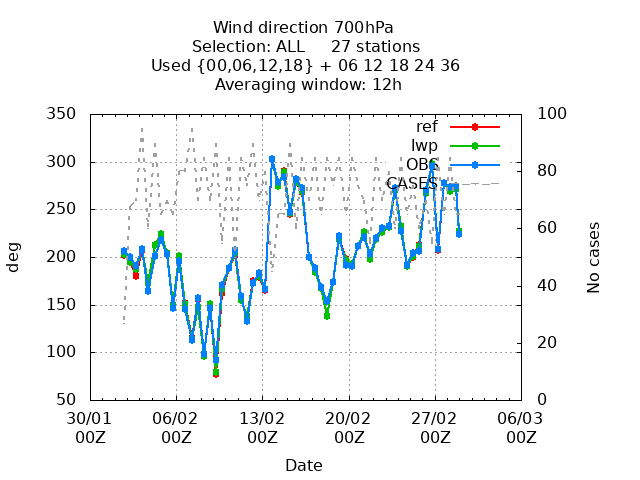 Wind direction 700hPa
Selection: ALL     27 stations
Used {00,06,12,18} + 06 12 18 24 36
Averaging window: 12h
350
300
250
200
150
100
50
100
80
60
40
20
0
ref
lwp
OBS
CASES
deg
No cases
30/01 06/02 13/02 20/02 27/02 06/03
00Z 00Z 00Z 00Z 00Z 00Z
Date